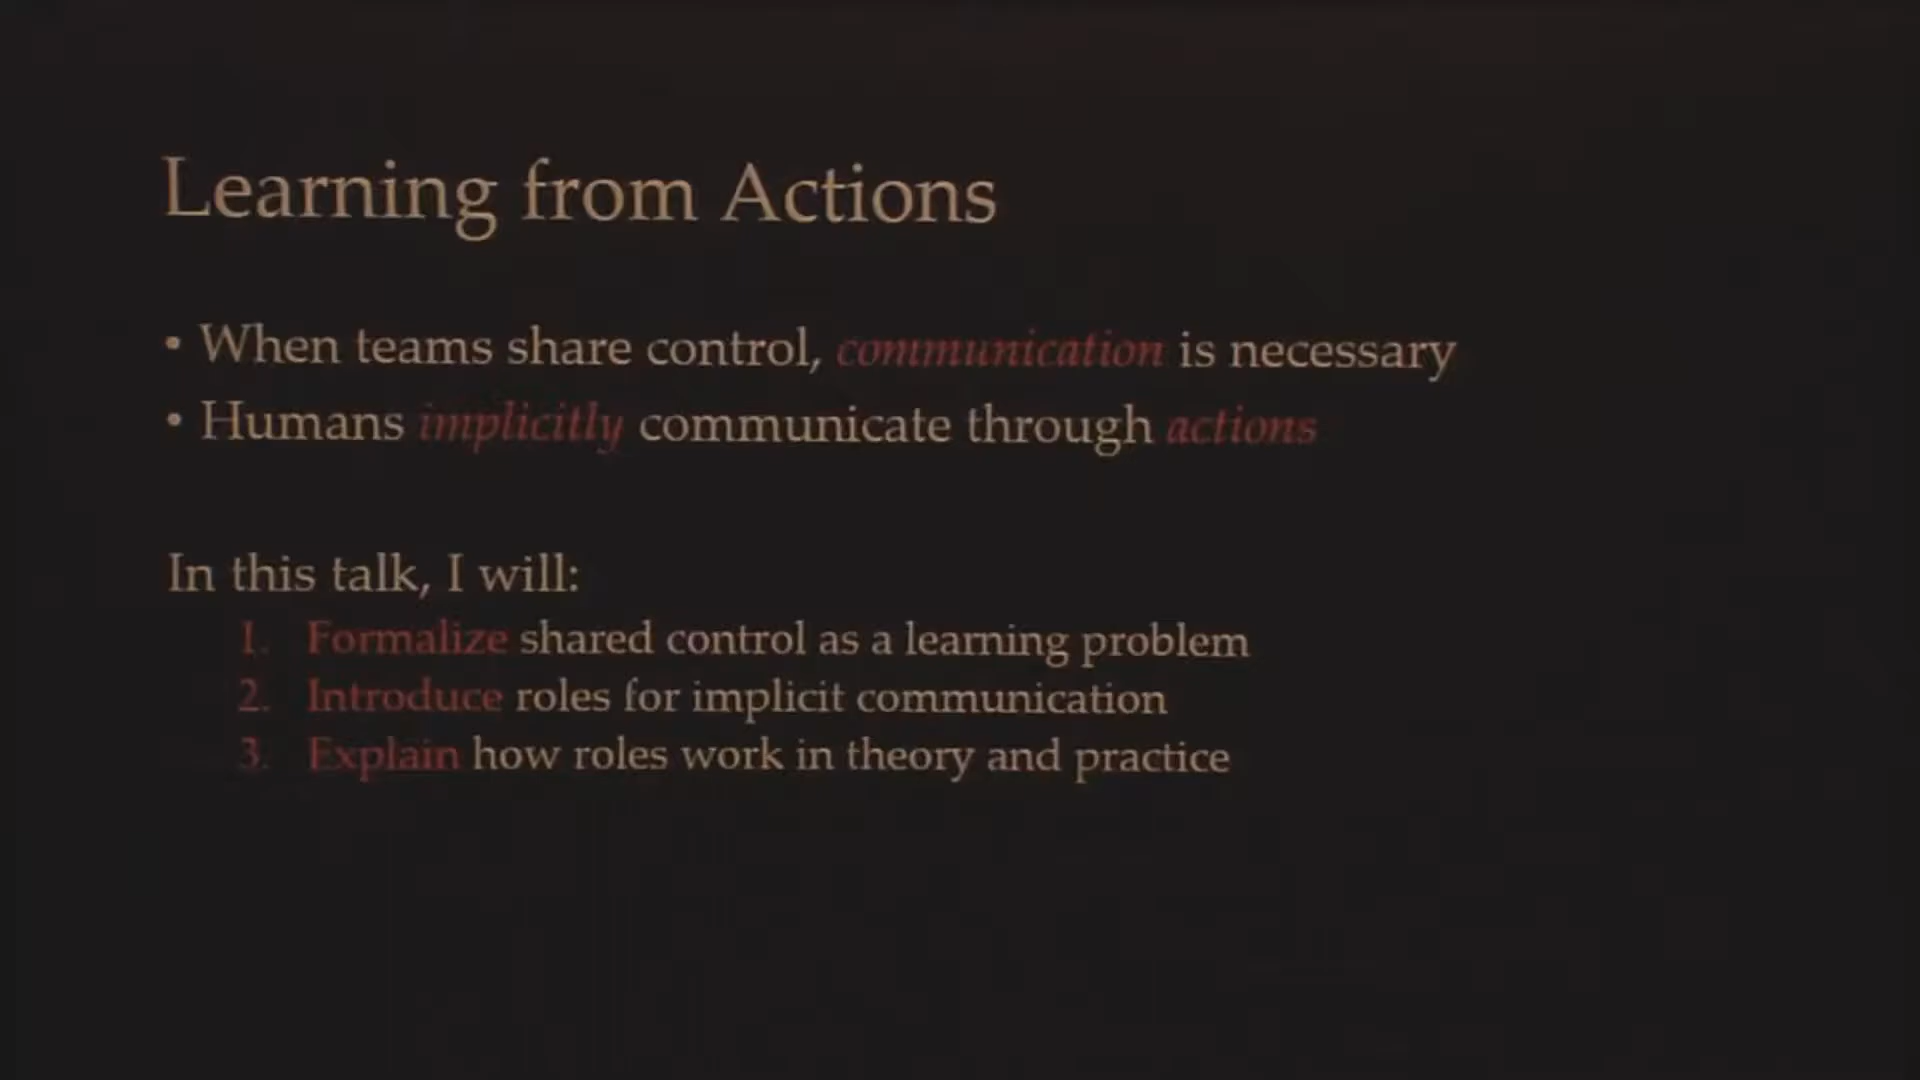 Learning from Actions
• When teams share control, communication is necessary
• Humans implicitly communicate through actions
In this talk, I will:
1. Formalize shared control as a learning problem
2. Introduce roles for implicit communication
3. Explain how roles work in theory and practice